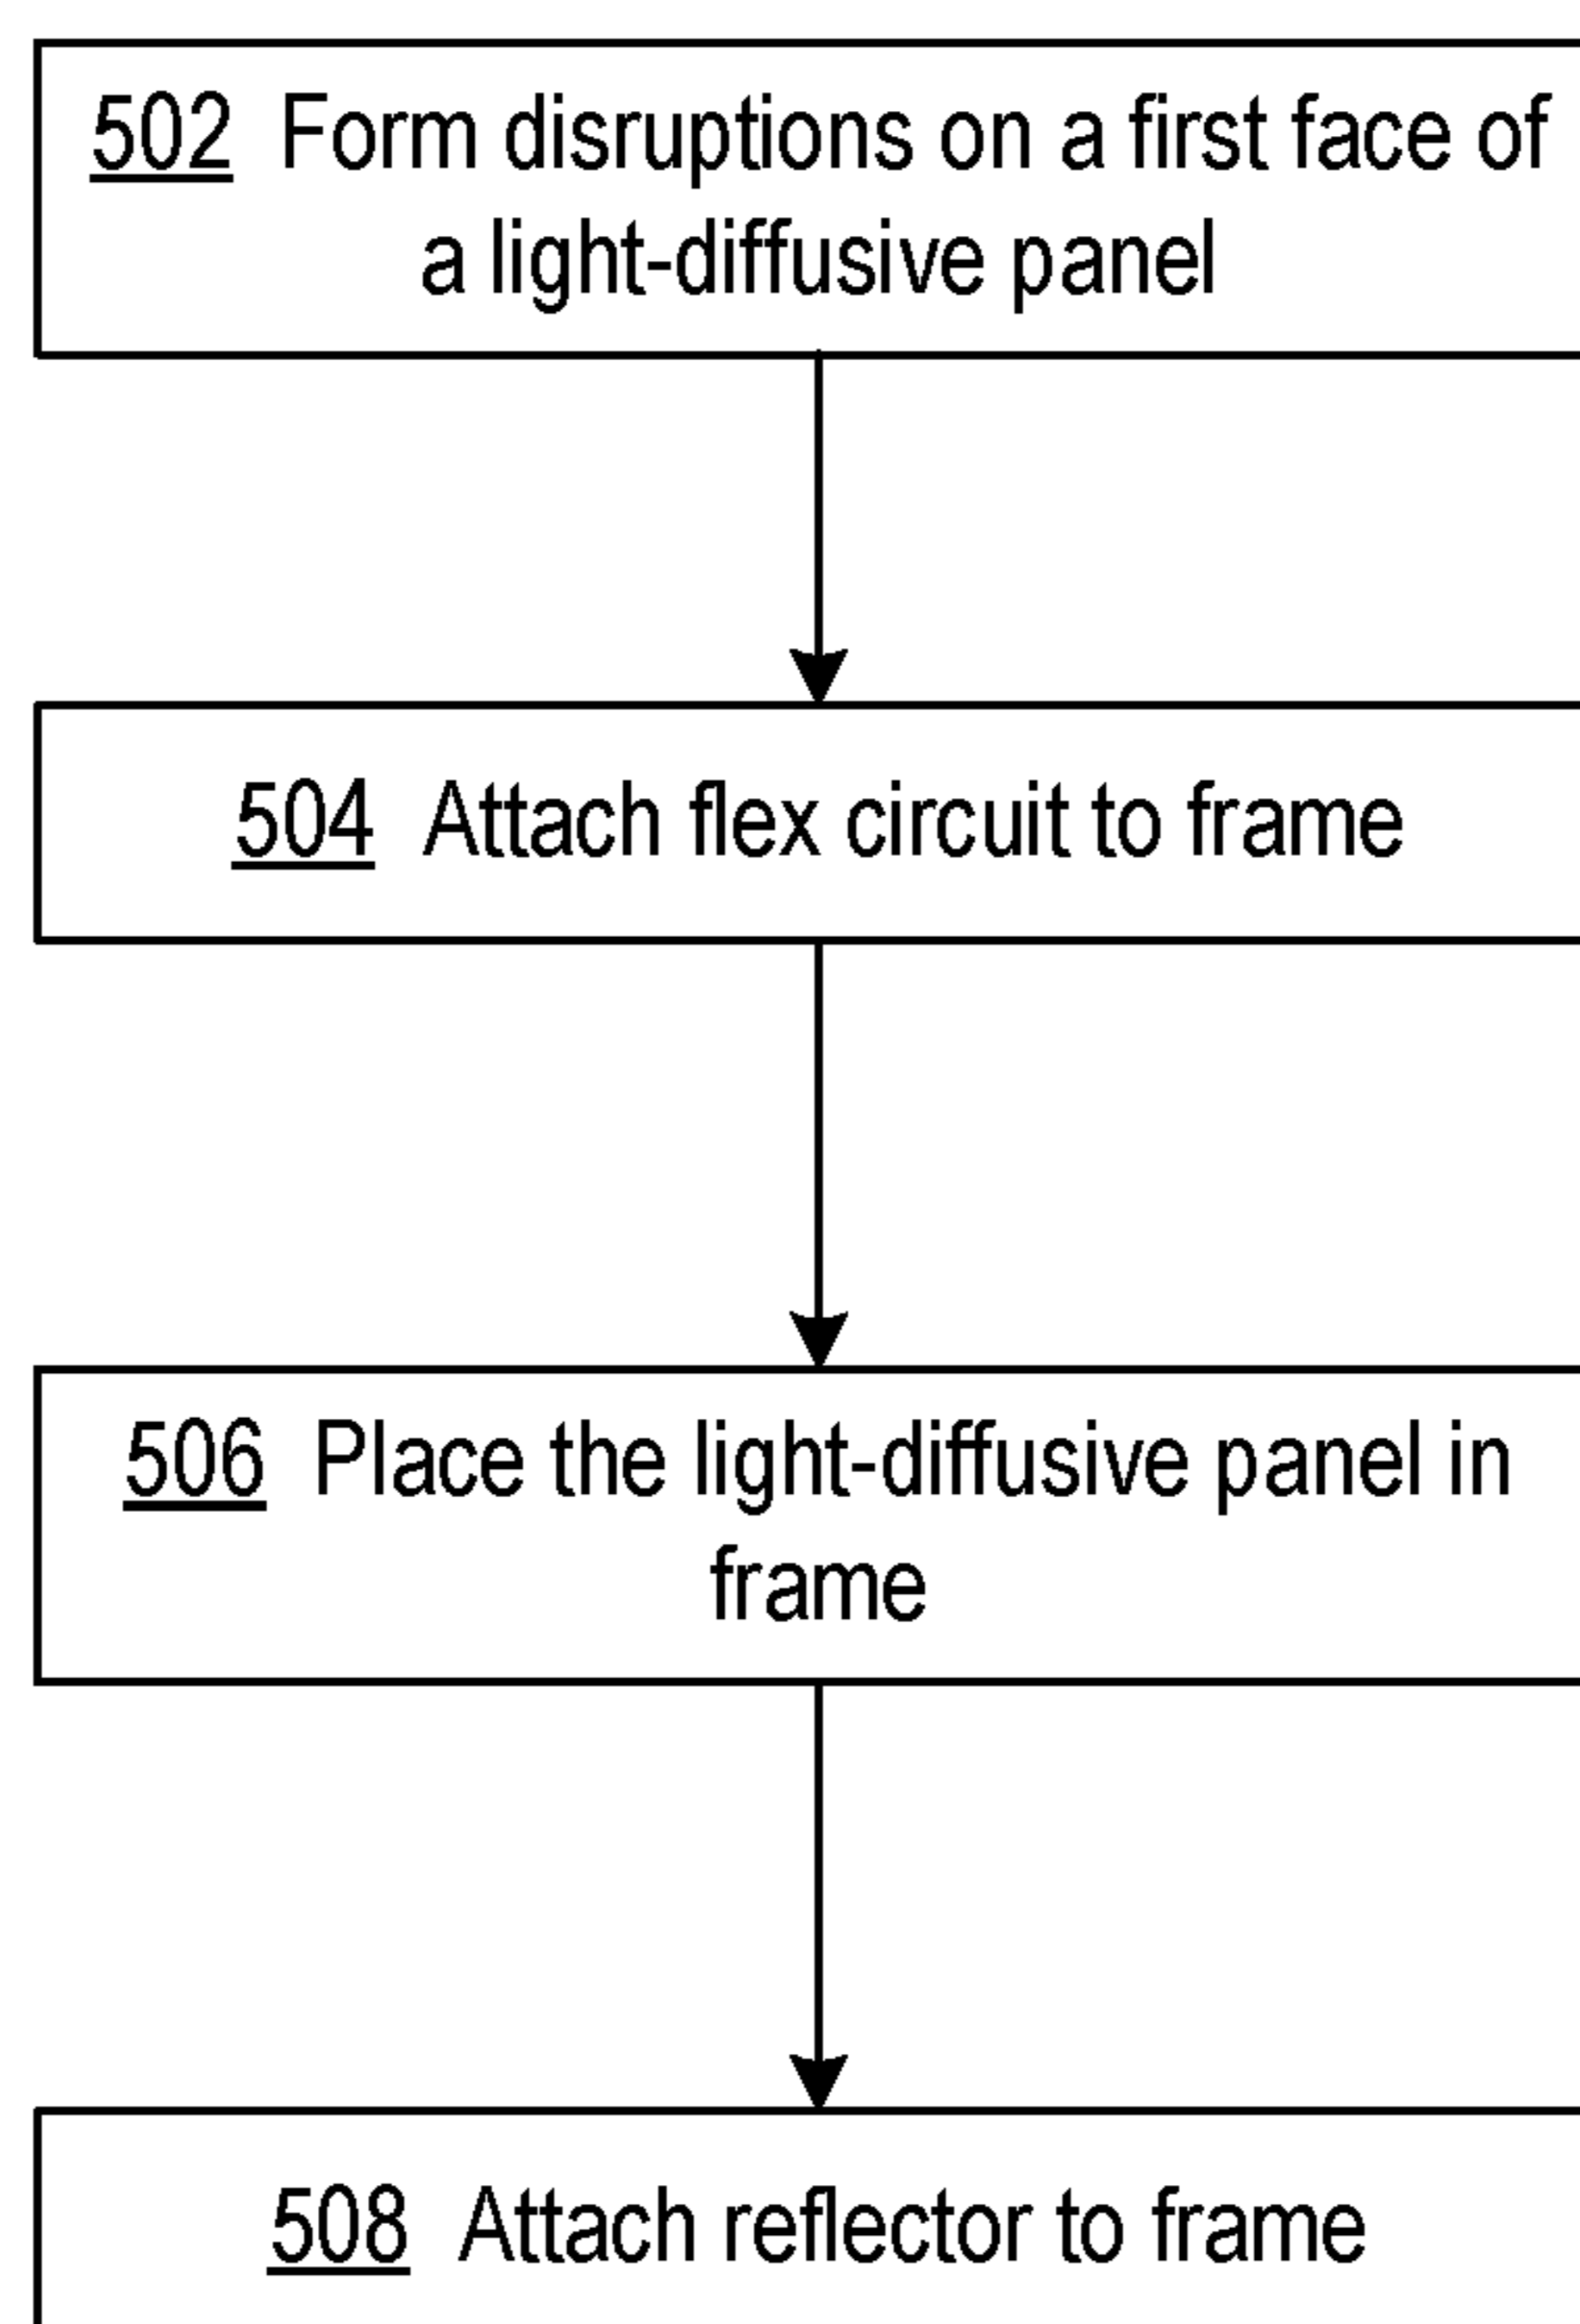 502 Form disruptions on a first face of
a light-diffusive panel
504 Attach flex circuit to frame
506 Place the light-diffusive panel in
frame
508 Attach reflector to frame